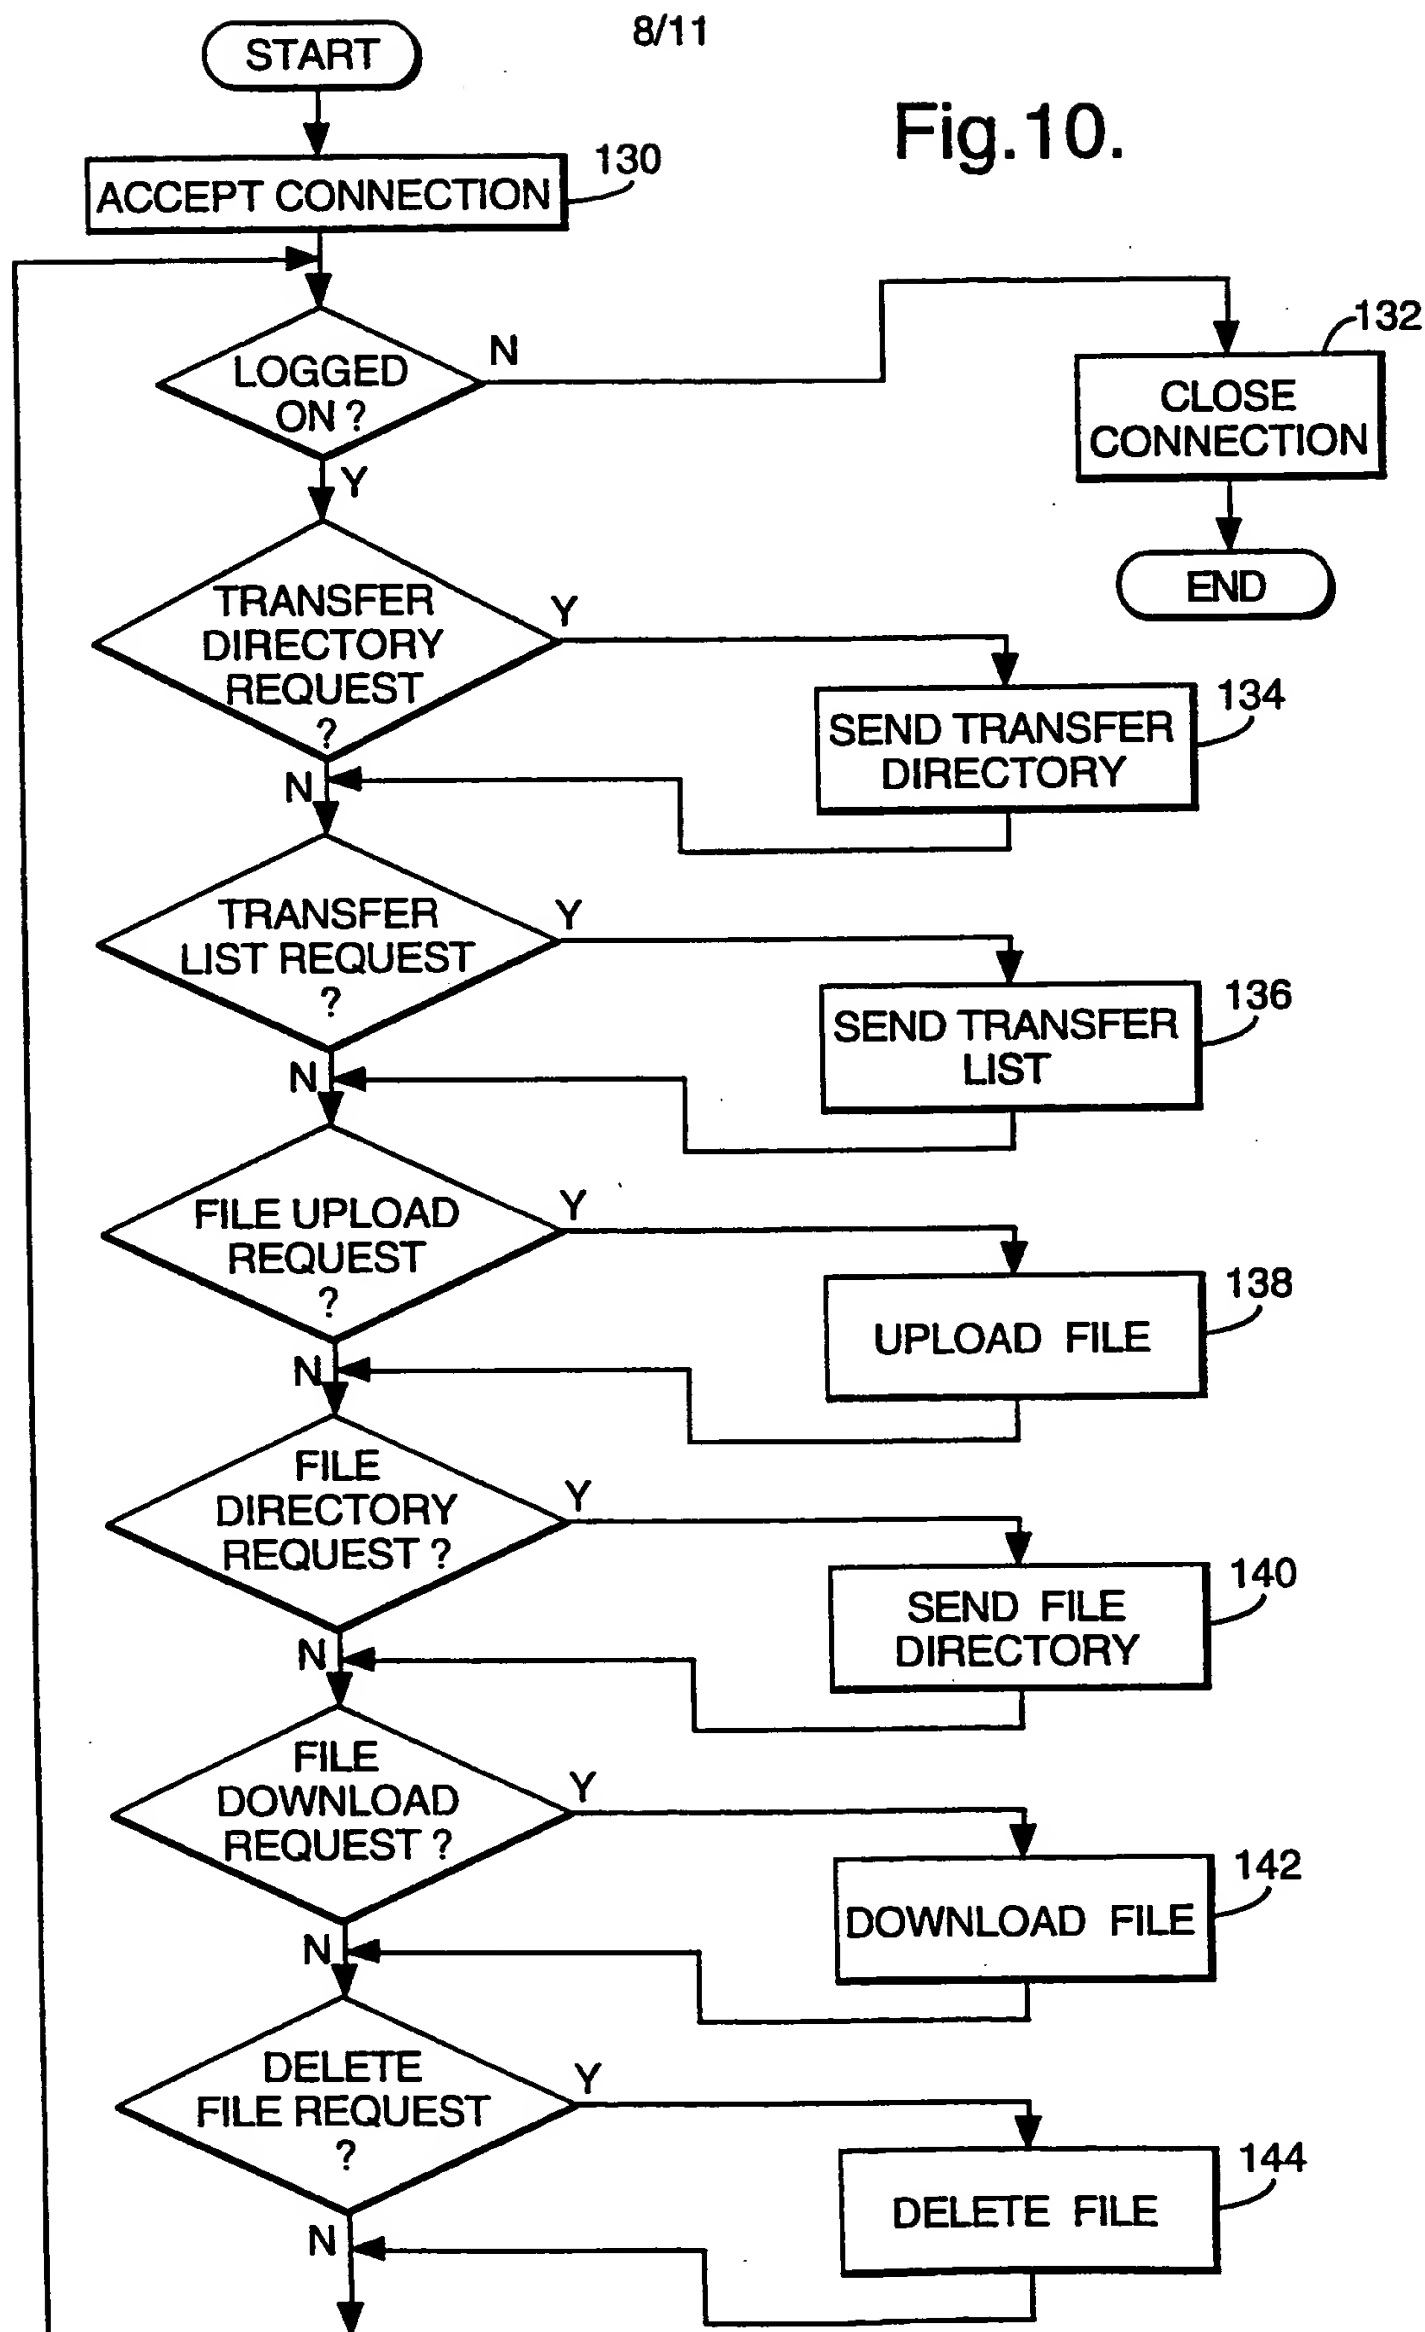 8/11
START
Fig.10.
130
ACCEPT CONNECTION
132
N
LOGGED
ON ?
CLOSE
CONNECTION
Y
END
TRANSFER
DIRECTORY
REQUEST
?
Y
134
SEND TRANSFER
DIRECTORY
N
TRANSFER
LIST REQUEST
?
Y
136
SEND TRANSFER
LIST
N
FILE UPLOAD
REQUEST
?
Y
138
UPLOAD FILE
N
FILE
DIRECTORY
REQUEST ?
Y
140
SEND FILE
DIRECTORY
N
FILE
DOWNLOAD
REQUEST ?
Y
142
DOWNLOAD FILE
N
DELETE
FILE REQUEST
?
Y
144
DELETE FILE
N